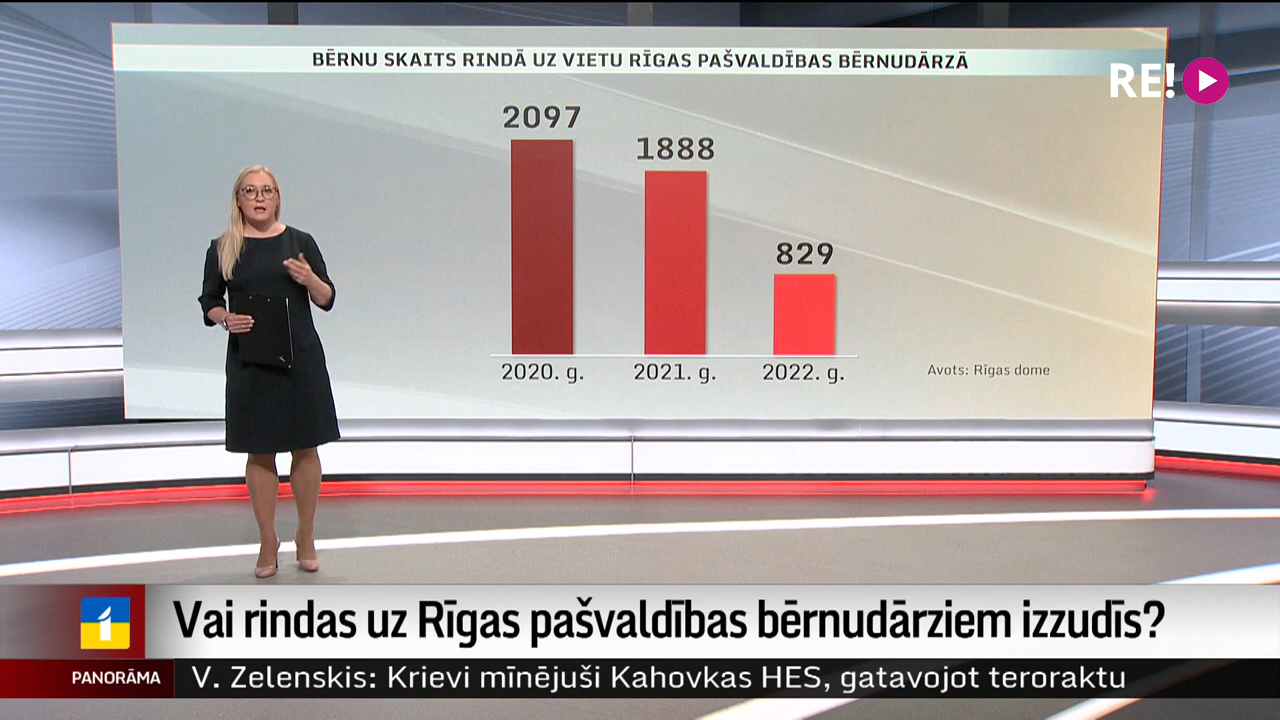 BĒRNU SKAITS RINDĀ UZ VIETU RĪGAS PAŠVALDĪBAS BĒRNUDĀRZĀ
RE!
2097
1888
829
2020. g.
2021. g.
2022. g.
Avots: Rīgas dome
1
Vai rindas uz Rīgas pašvaldības bērnudārziem izzudīs?
PANORĀMA
V. Zelenskis: Krievi mīnējuši Kahovkas HES, gatavojot teroraktu